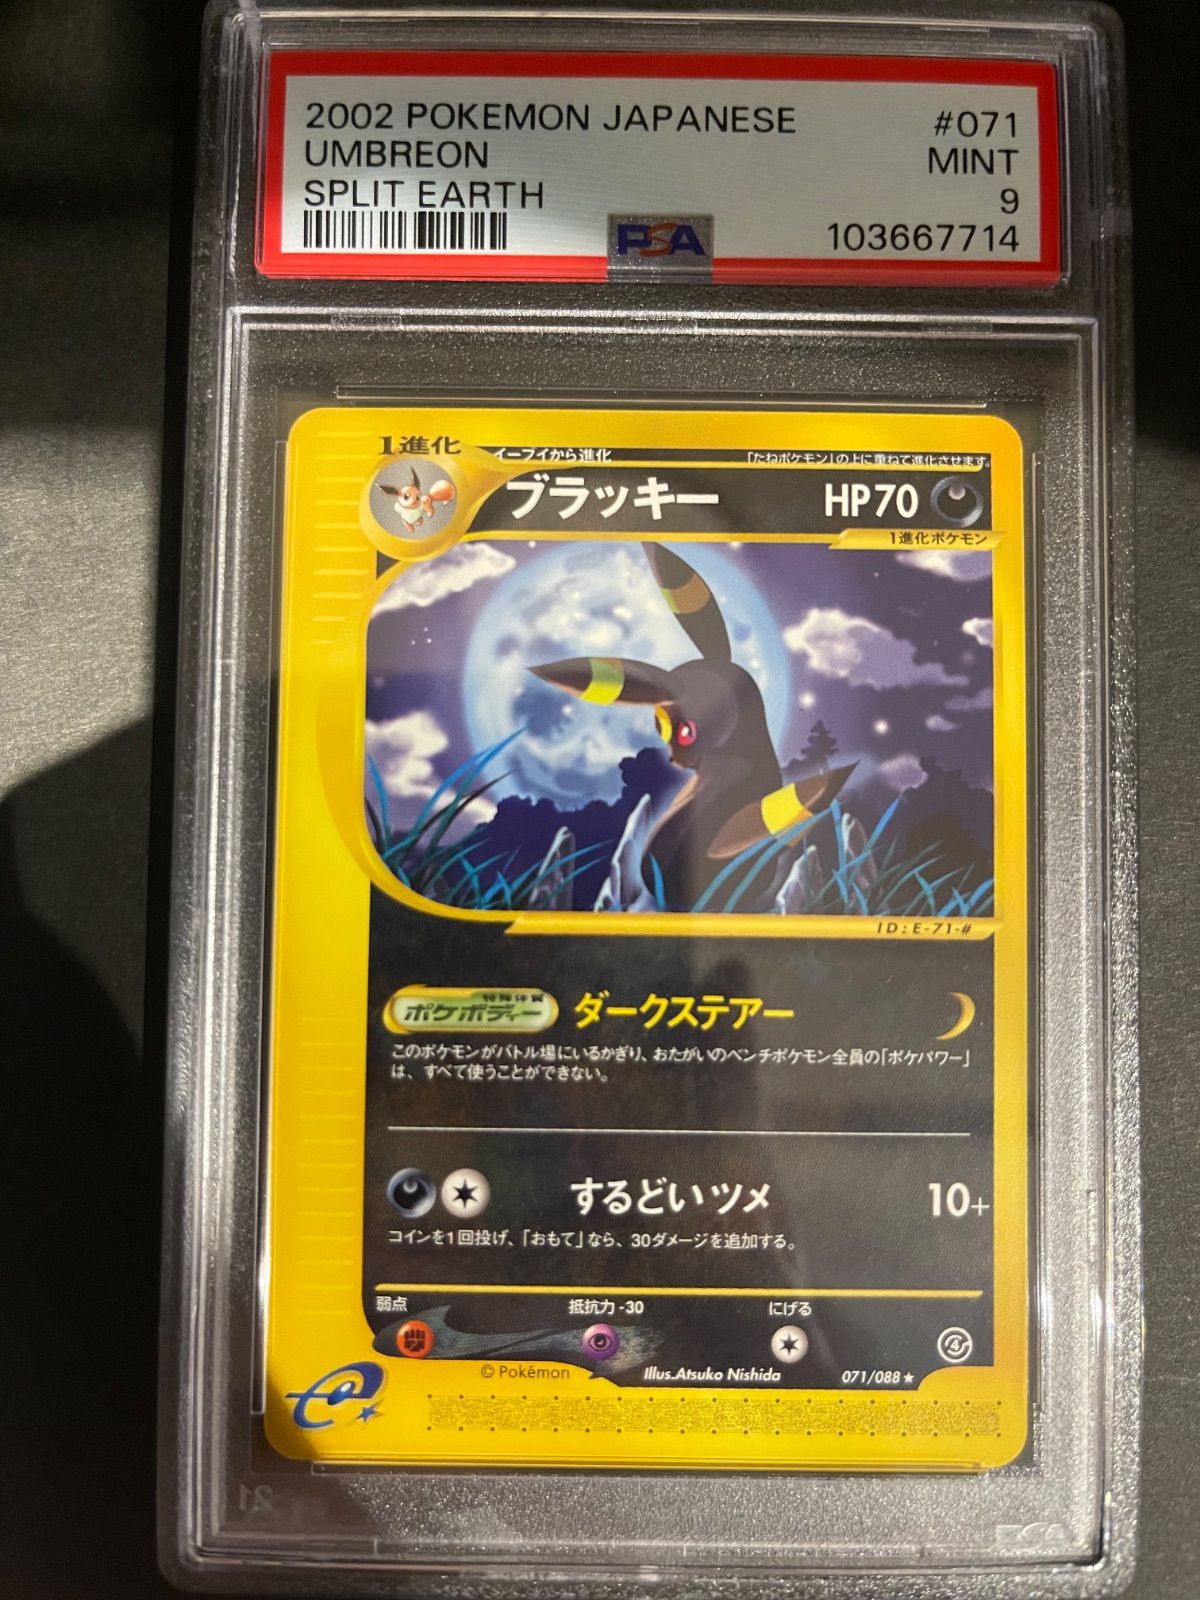 2002 POKEMON JAPANESE #071
UMBREON MINT
SPLIT EARTH 9
PSA 103667714
1進化
イーブイから進化 「たねポケモン」の上に重ねて進化させます。
ブラッキー HP70
1進化ポケモン
ID:E-71-#
特殊体質
ポケボディー ダークステアー
このポケモンがバトル場にいるかぎり、おたがいのベンチポケモン全員の「ポケパワー」
は、すべて使うことができない。
するどいツメ 10+
コインを1回投げ、「おもて」なら、30ダメージを追加する。
弱点 抵抗力-30 にげる
©Pokémon Illus.Atsuko Nishida 071/088★
e
PSA